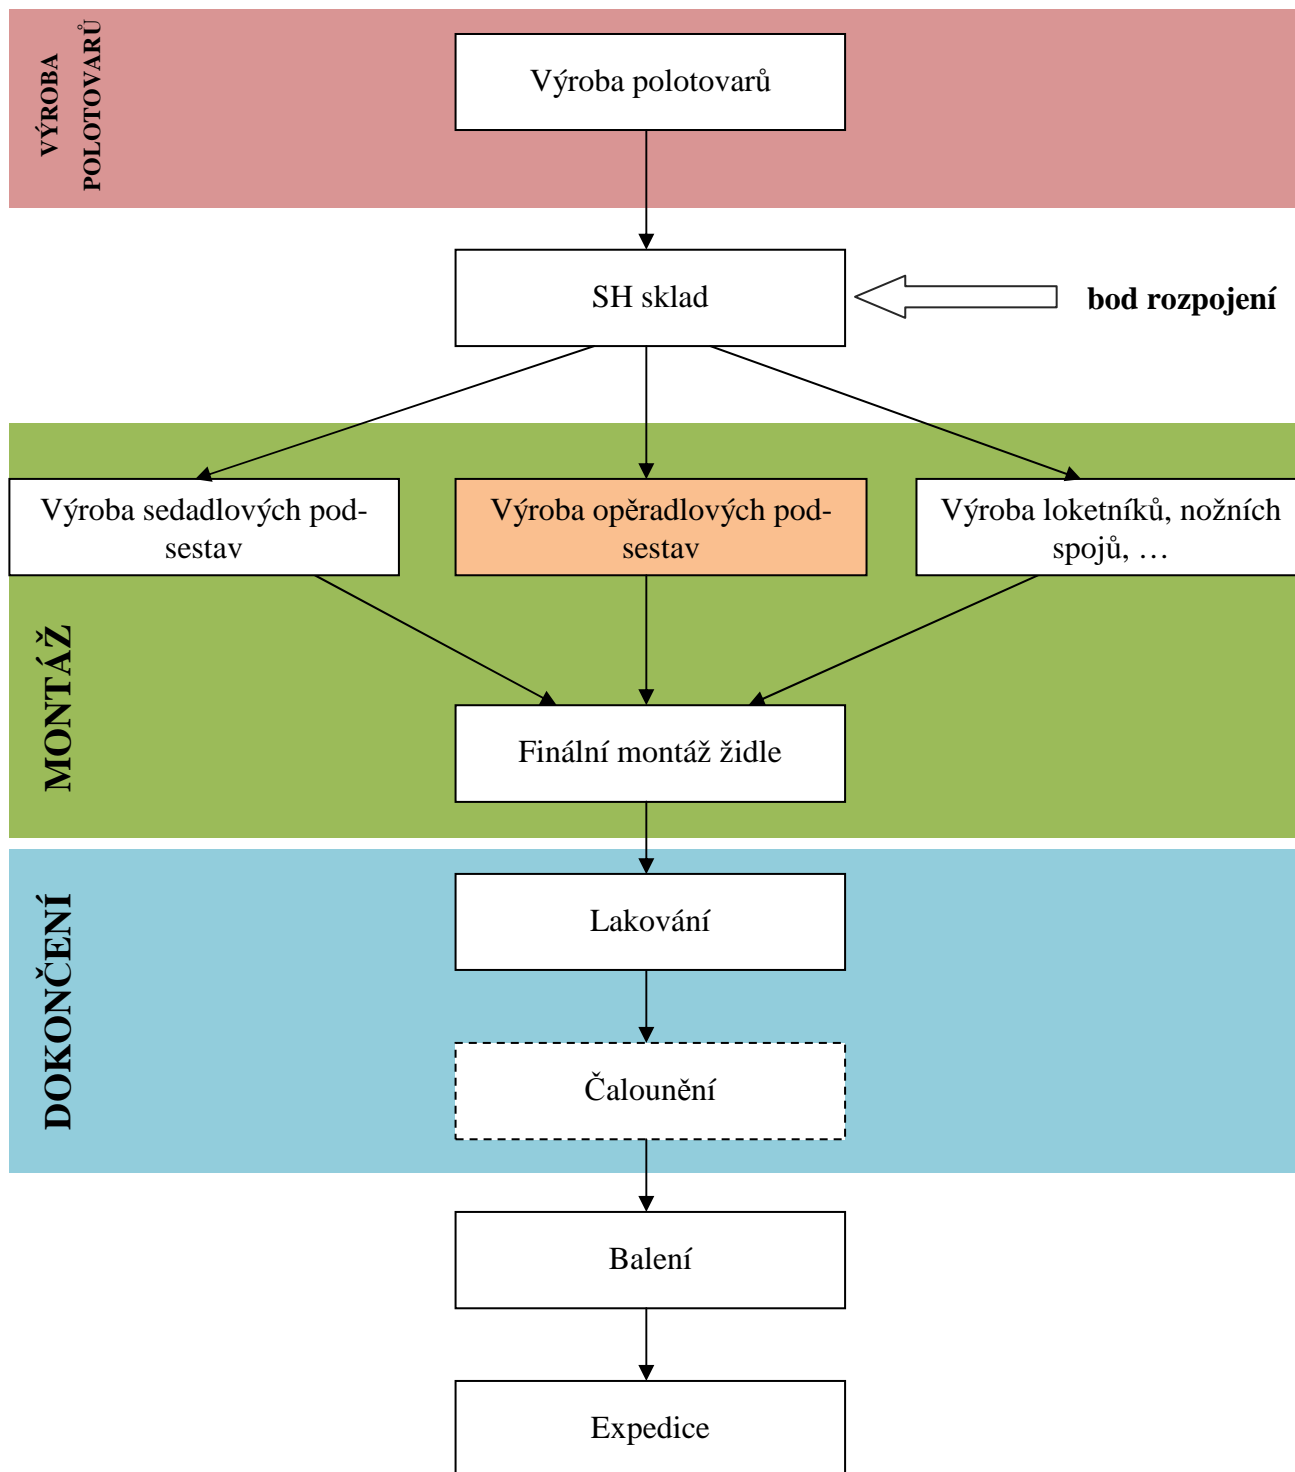 VÝROBA
POLOTOVARŮ
Výroba polotovarů
SH sklad
bod rozpojení
MONTÁŽ
Výroba sedadlových pod-
sestav
Výroba opěradlových pod-
sestav
Výroba loketníků, nožních
spojů, …
Finální montáž židle
DOKONČENÍ
Lakování
Čalounění
Balení
Expedice